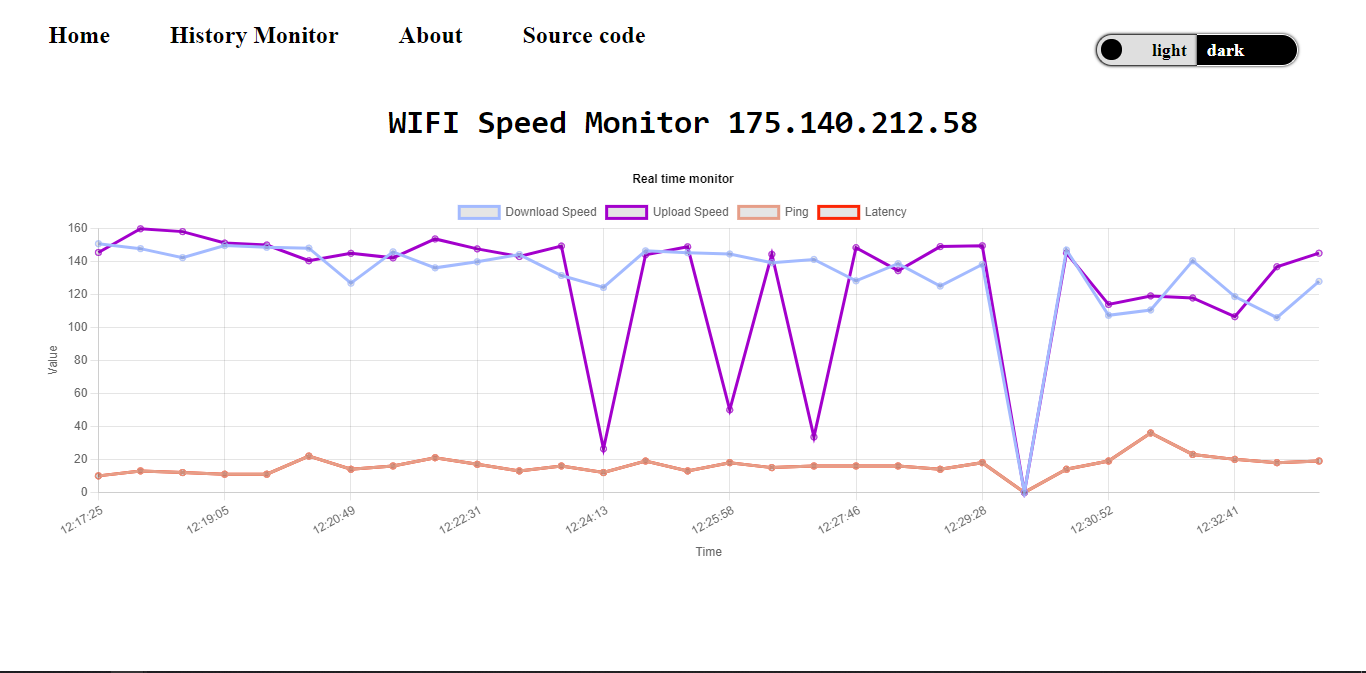 Home History Monitor About Source code
light dark
WIFI Speed Monitor 175.140.212.58
Real time monitor
Download Speed Upload Speed Ping Latency
160
140
120
100
80
60
40
20
0
Value
12:17:25 12:19:05 12:20:49 12:22:31 12:24:13 12:25:58 12:27:46 12:29:28 12:30:52 12:32:41
Time